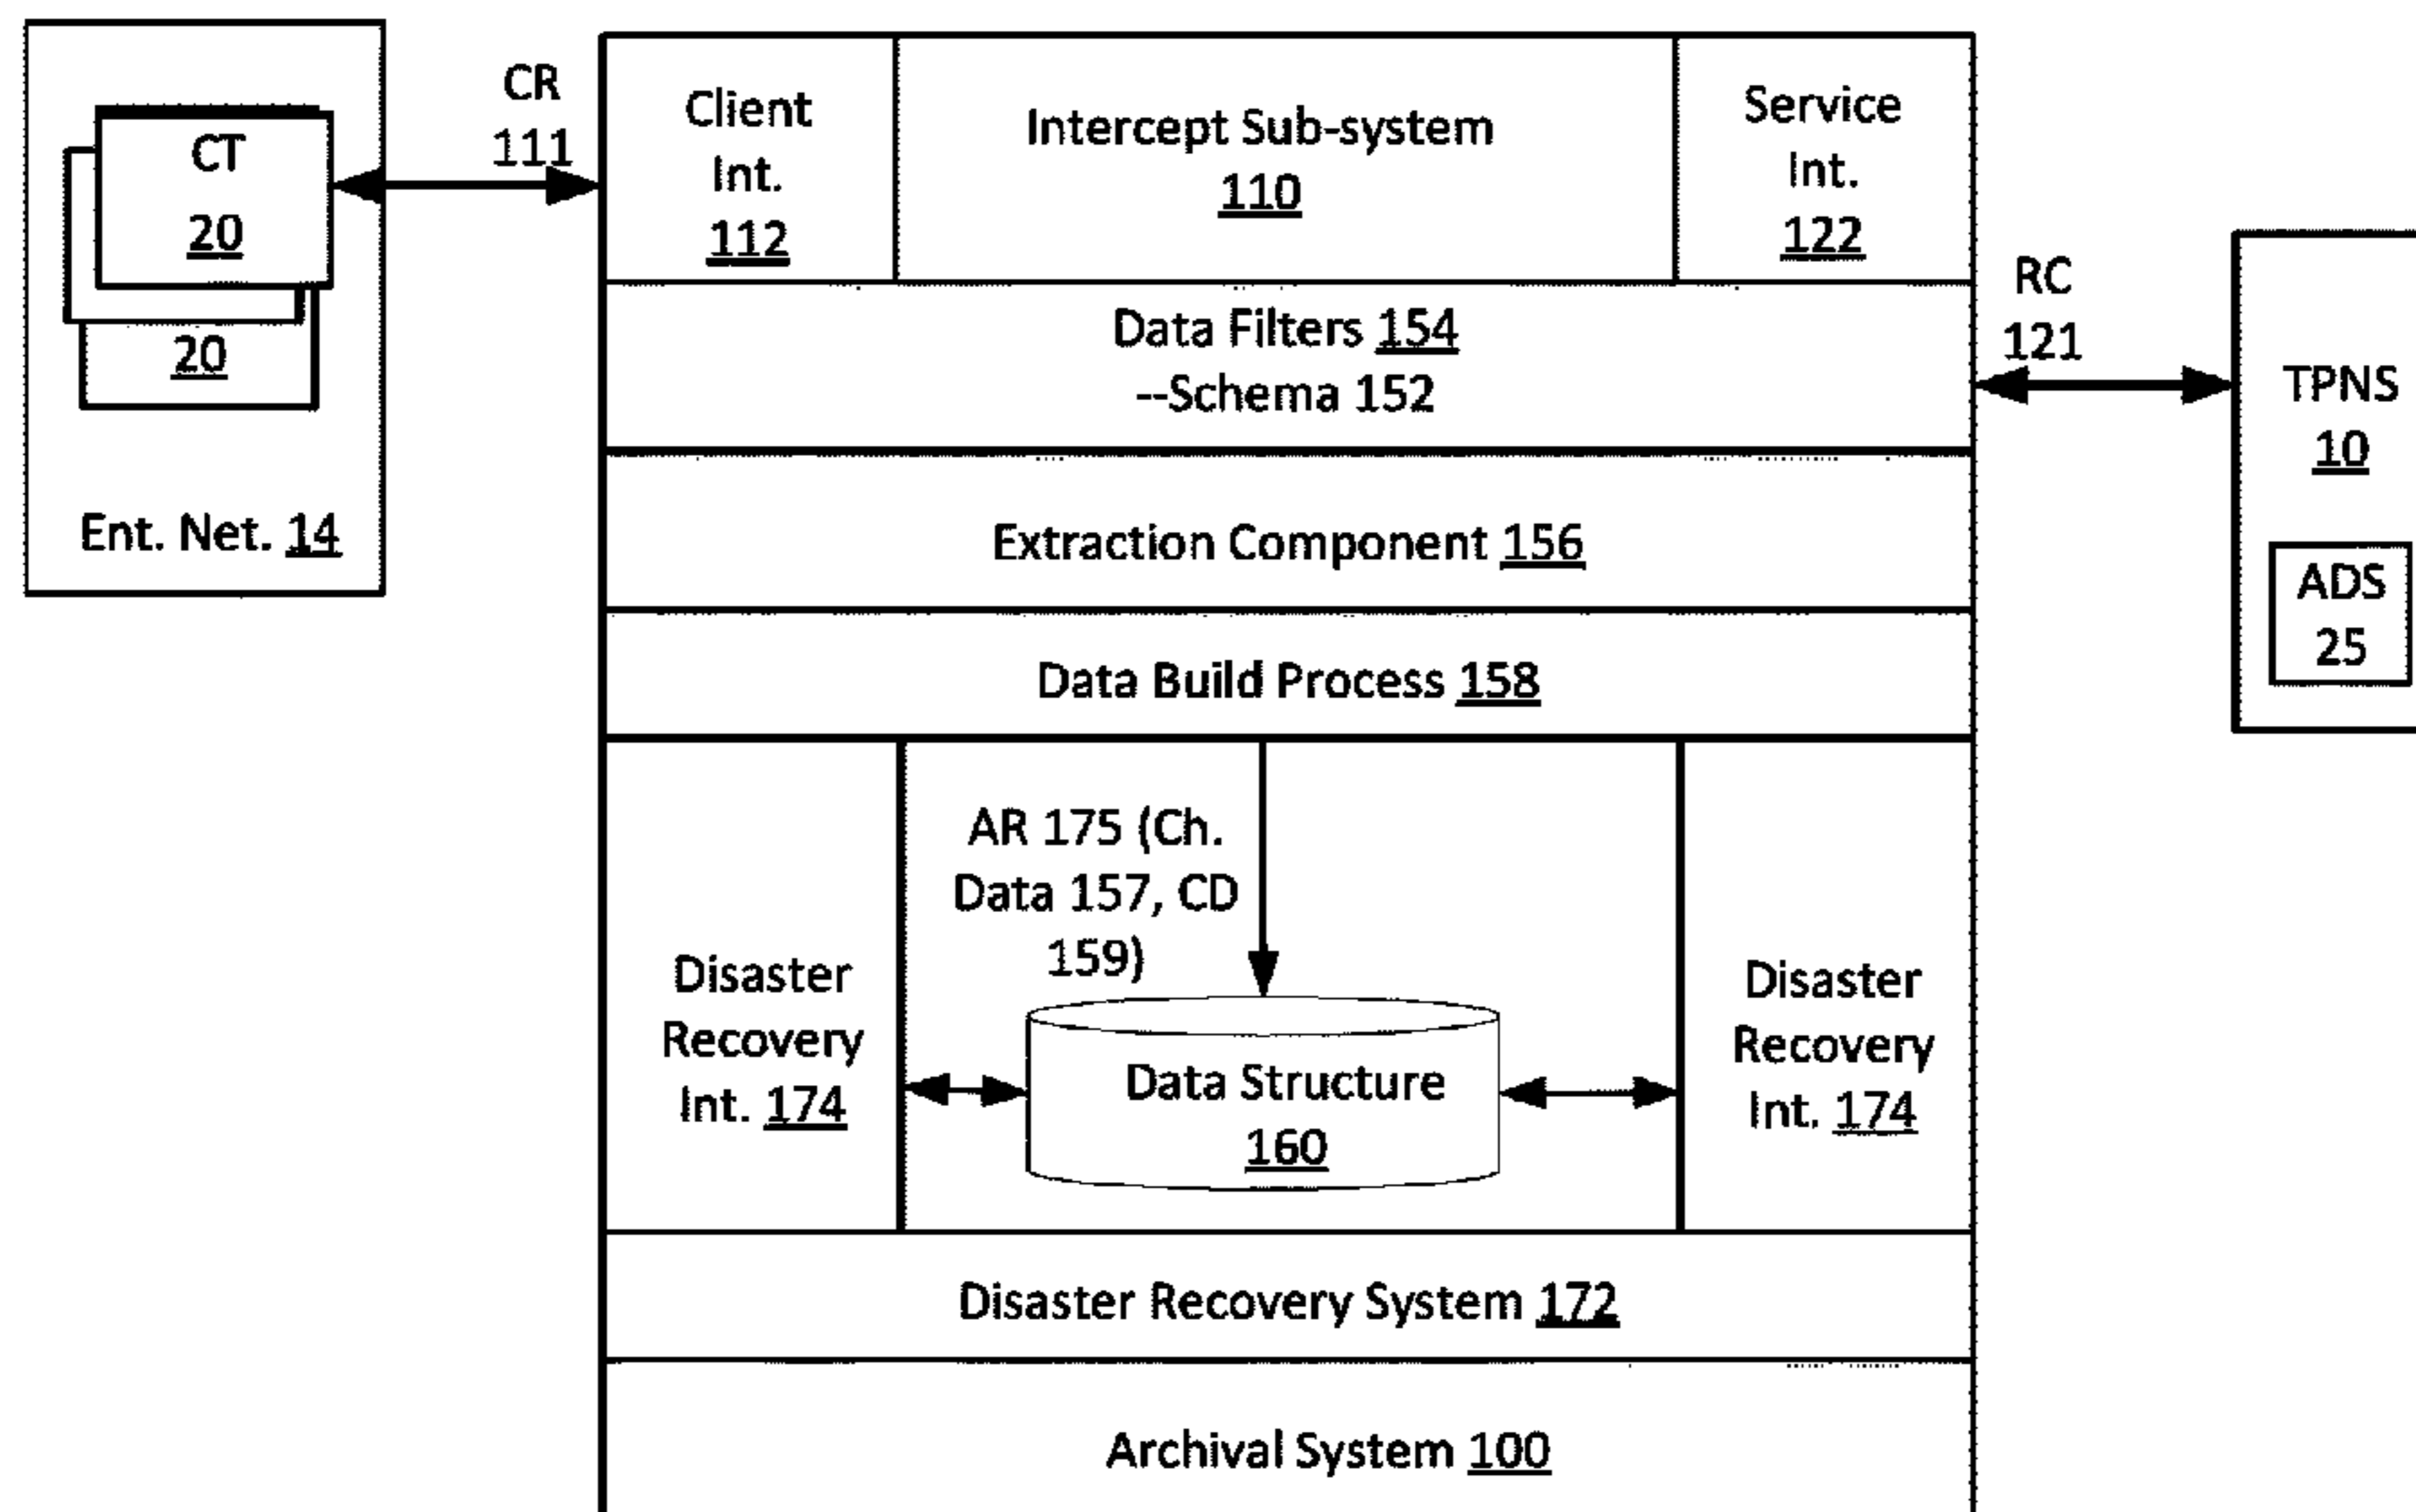 CT
20
20
Ent. Net. 14
CR
111
Client
Int.
112
Intercept Sub-system
110
Service
Int.
122
Data Filters 154
--Schema 152
Extraction Component 156
Data Build Process 158
AR 175 (Ch.
Data 157, CD
159)
Disaster
Recovery
Int. 174
Data Structure
160
Disaster
Recovery
Int. 174
Disaster Recovery System 172
Archival System 100
RC
121
TPNS
10
ADS
25